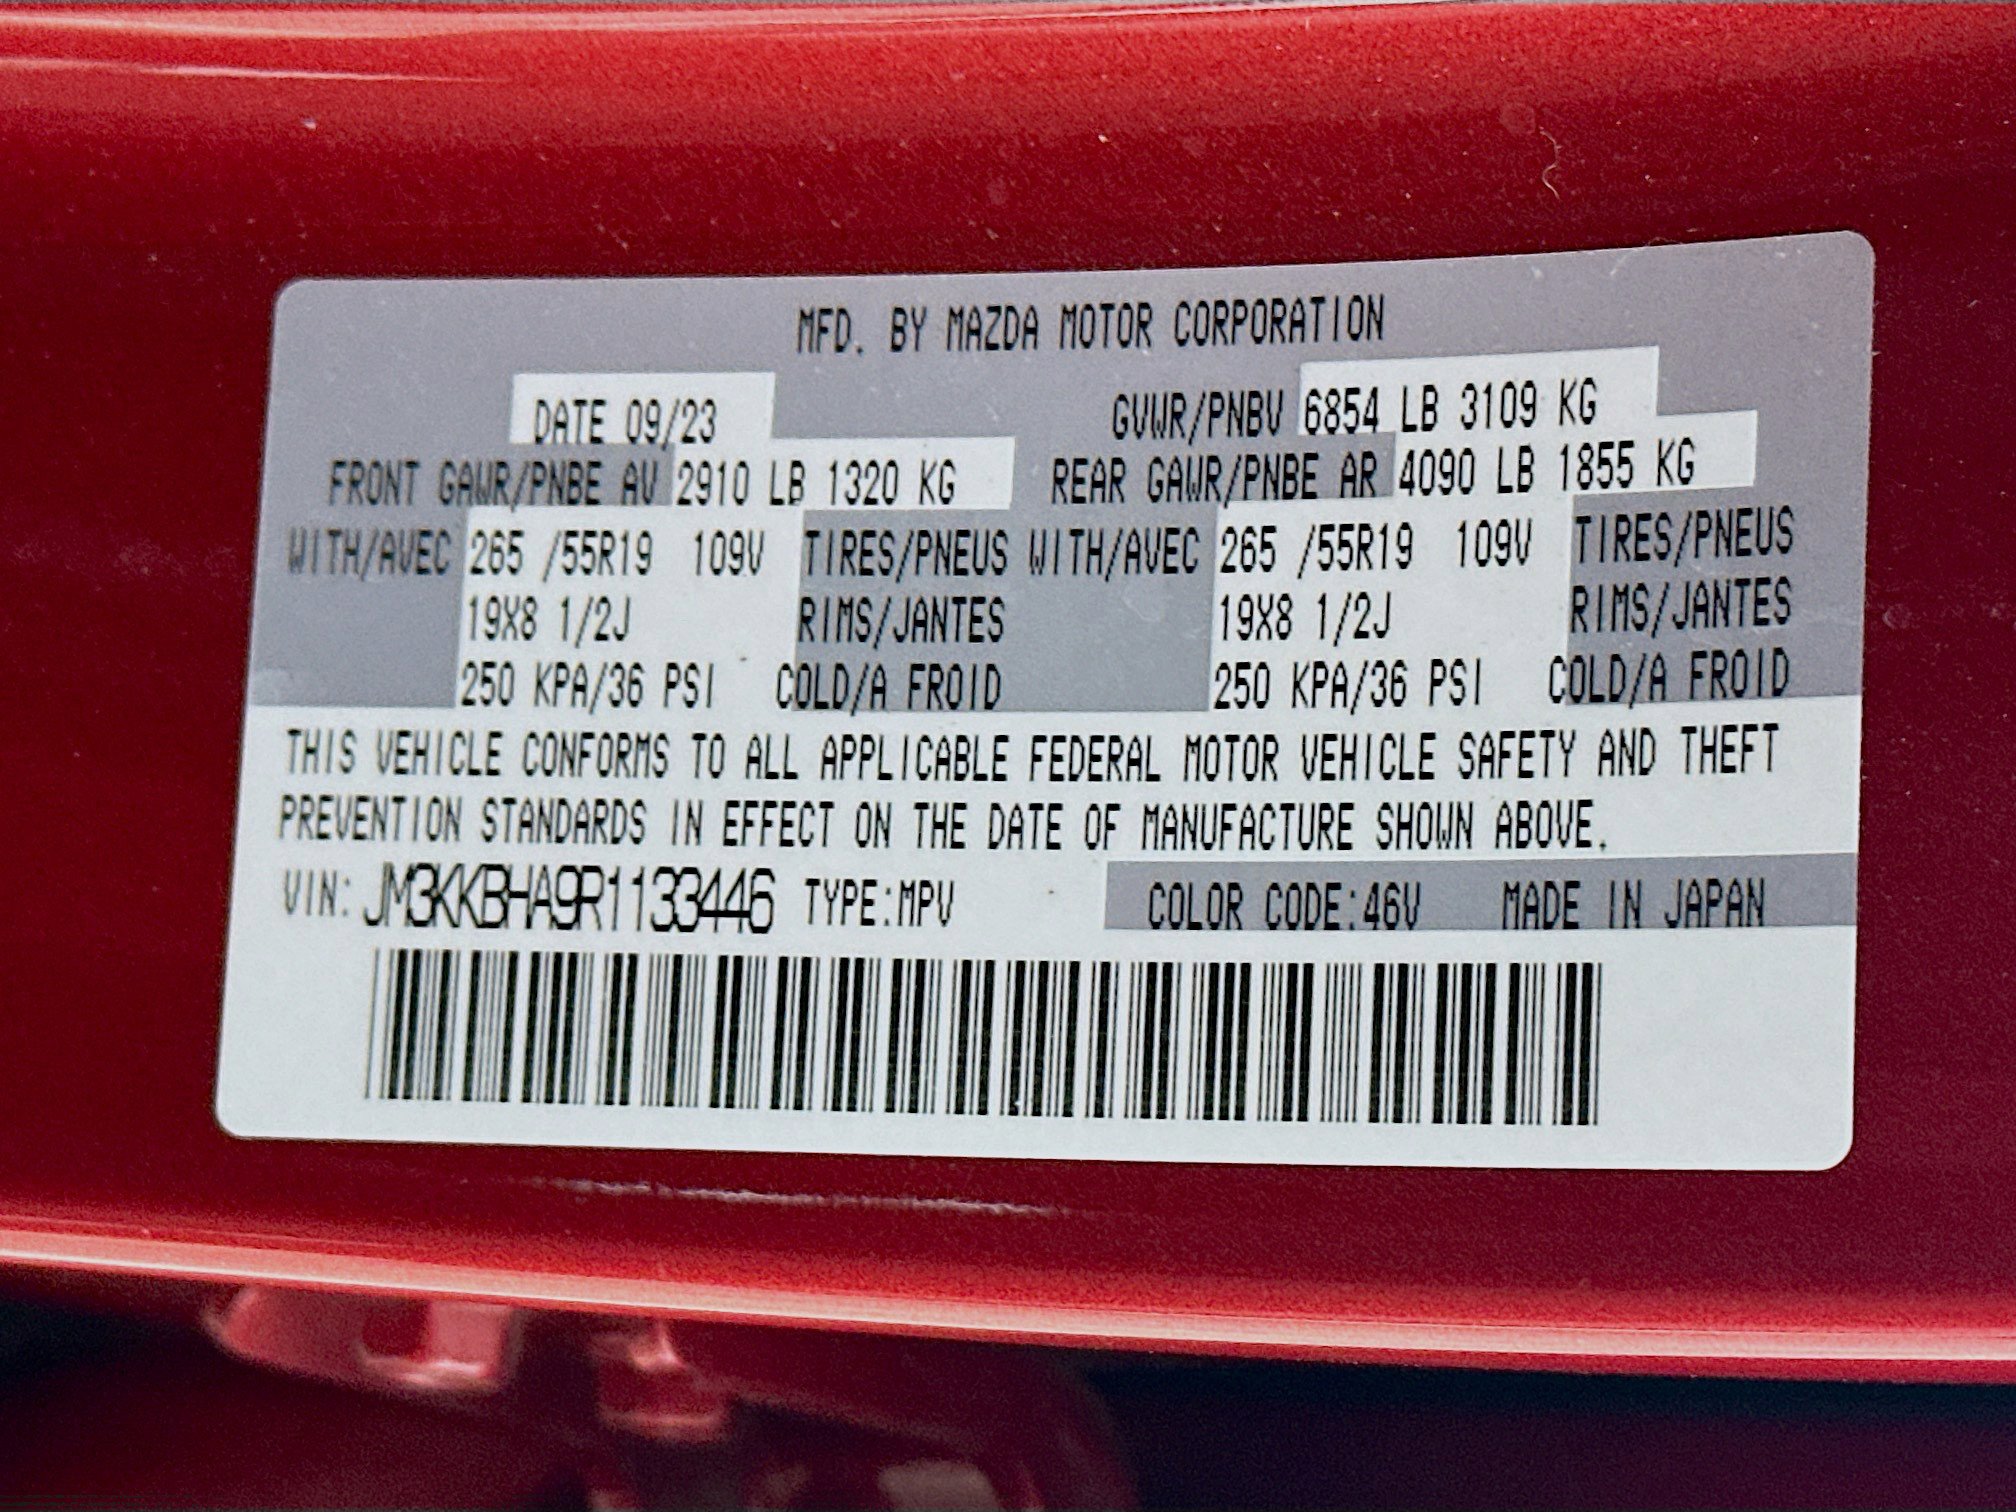 MFD. BY MAZDA MOTOR CORPORATION
DATE 09/23 GVWR/PNBV 6854 LB 3109 KG
FRONT GAWR/PNBE AV 2910 LB 1320 KG REAR GAWR/PNBE AR 4090 LB 1855 KG
WITH/AVEC 265 /55R19 109V TIRES/PNEUS WITH/AVEC 265 /55R19 109V TIRES/PNEUS
19X8 1/2J RIMS/JANTES 19X8 1/2J RIMS/JANTES
250 KPA/36 PSI COLD/A FROID 250 KPA/36 PSI COLD/A FROID
THIS VEHICLE CONFORMS TO ALL APPLICABLE FEDERAL MOTOR VEHICLE SAFETY AND THEFT
PREVENTION STANDARDS IN EFFECT ON THE DATE OF MANUFACTURE SHOWN ABOVE.
VIN: JM3KKBHA9R1133446 TYPE:MPV COLOR CODE:46V MADE IN JAPAN